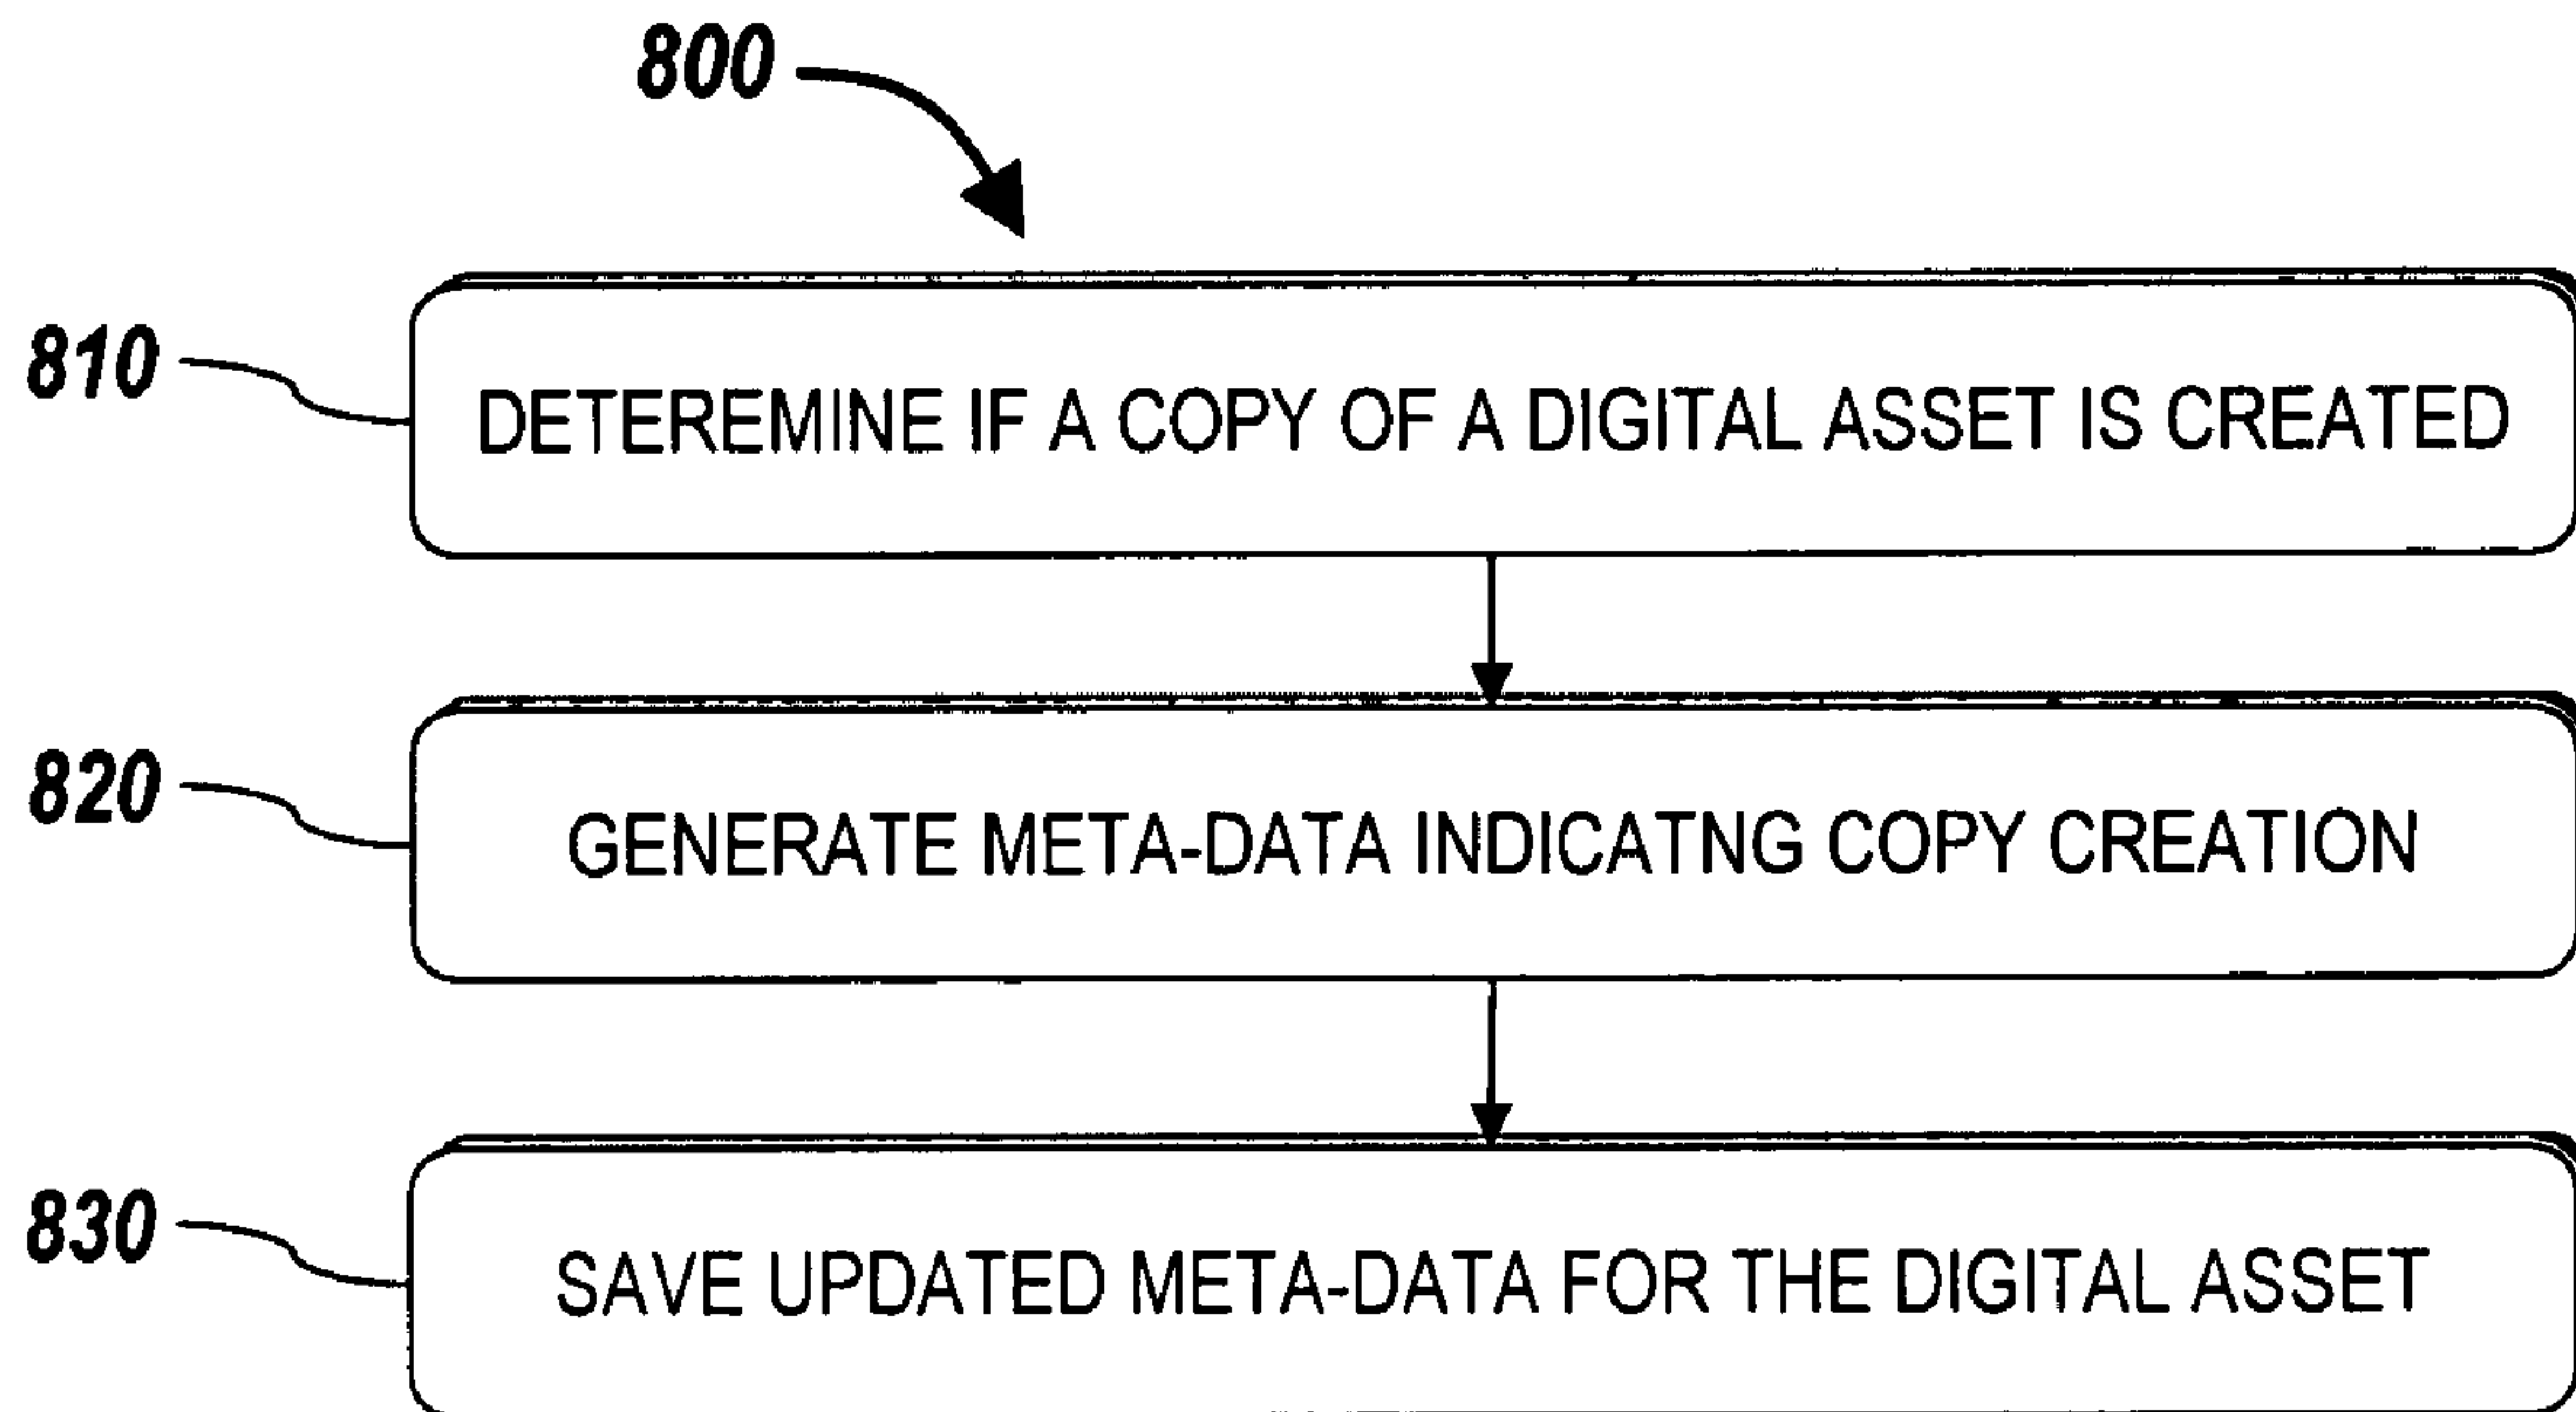 800
810
DETEREMINE IF A COPY OF A DIGITAL ASSET IS CREATED
820
GENERATE META-DATA INDICATNG COPY CREATION
830
SAVE UPDATED META-DATA FOR THE DIGITAL ASSET